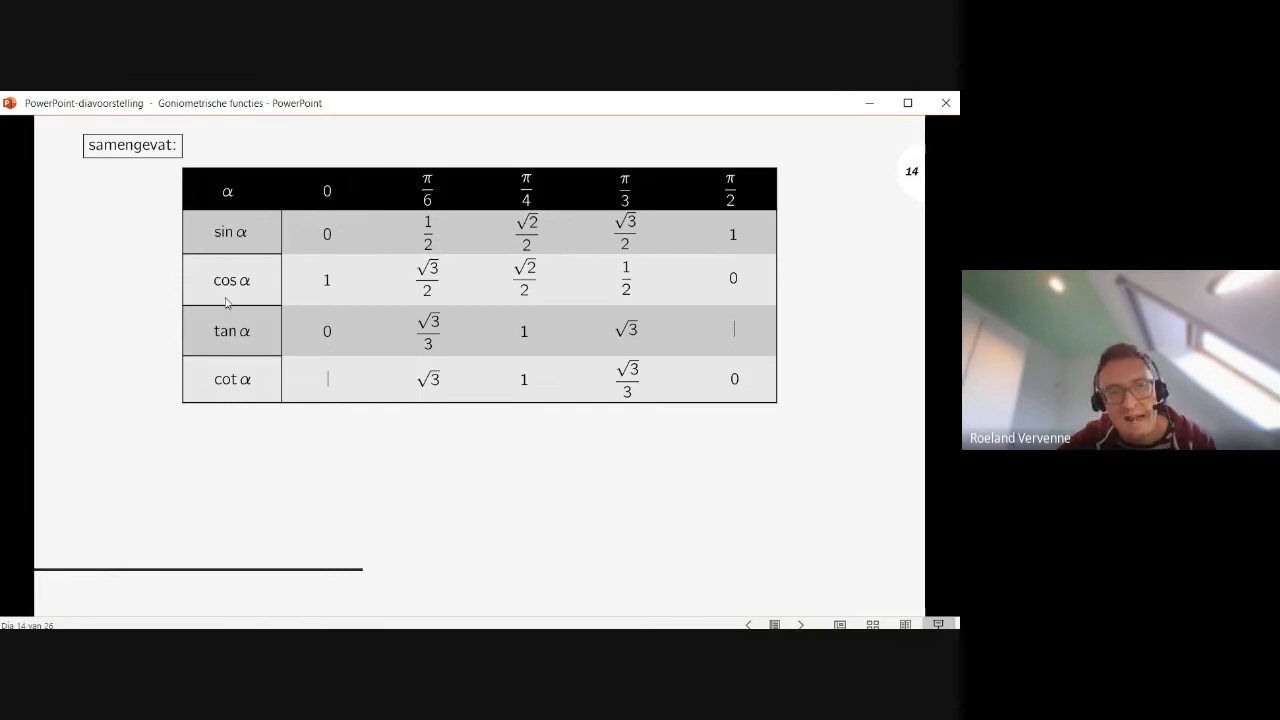 PowerPoint-diavoorstelling - Goniometrische functies - PowerPoint
samengevat:
14
α 0 π/6 π/4 π/3 π/2
sin α 0 1/2 √2/2 √3/2 1
cos α 1 √3/2 √2/2 1/2 0
tan α 0 √3/3 1 √3 |
cot α | √3 1 √3/3 0
Roeland Vervenne
Dia 14 van 26